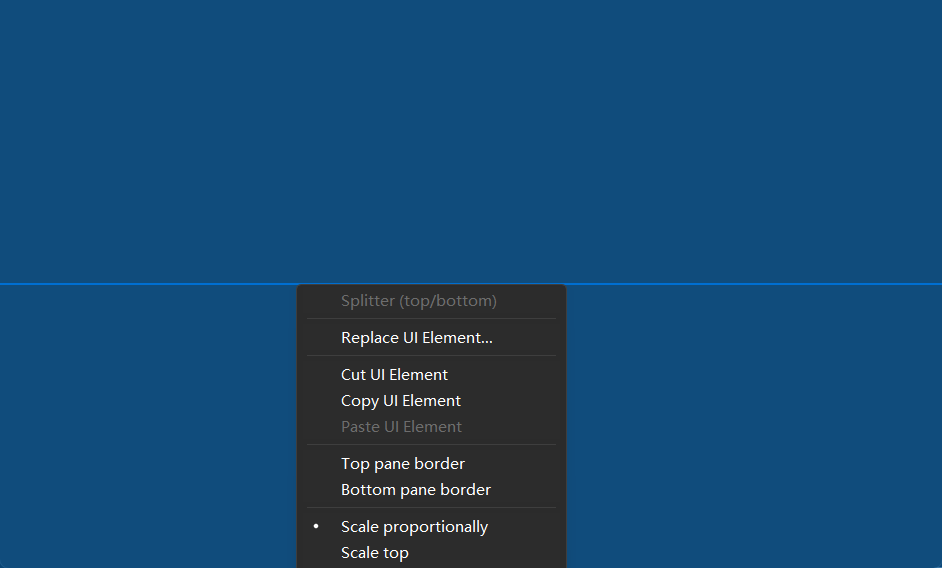 Splitter (top/bottom)
Replace UI Element...
Cut UI Element
Copy UI Element
Paste UI Element
Top pane border
Bottom pane border
Scale proportionally
Scale top